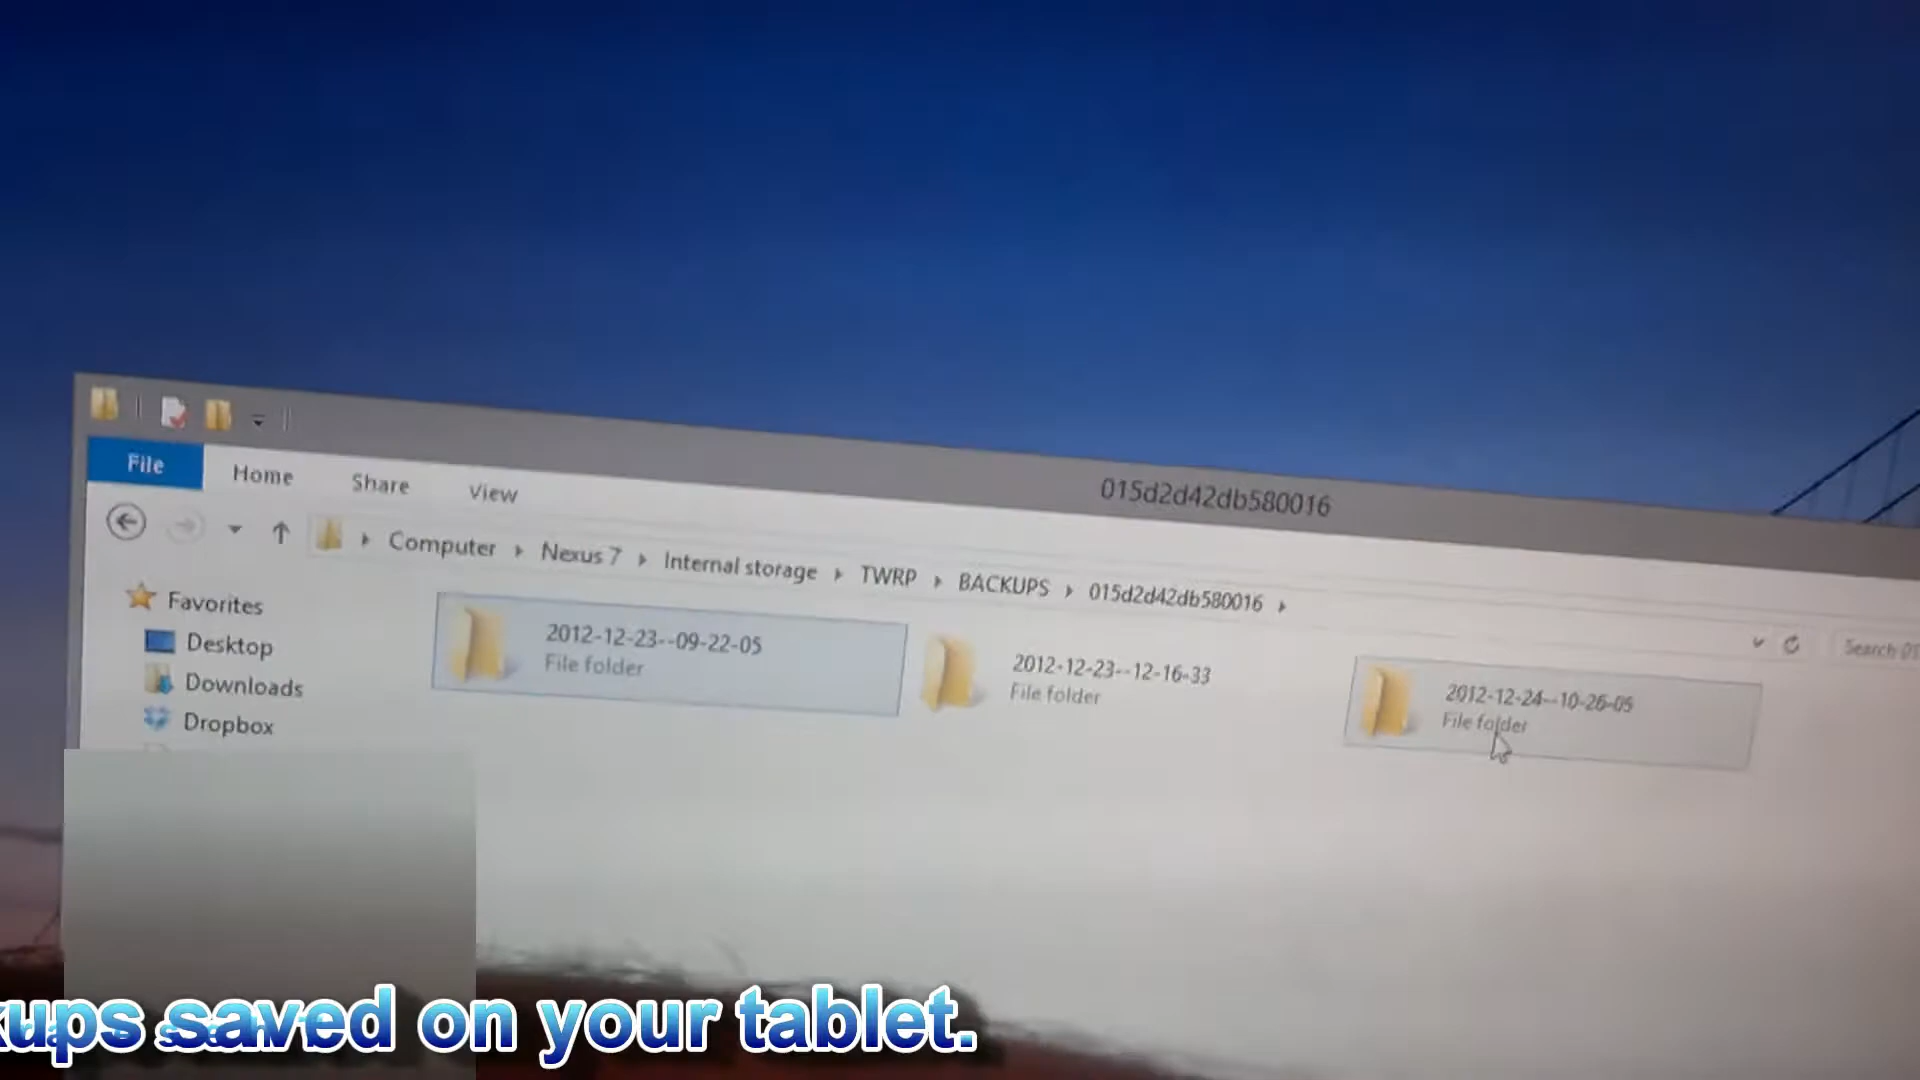 015d2d42db580016
File Home Share View
Computer Nexus 7 Internal storage TWRP BACKUPS 015d2d42db580016
Search
Favorites
Desktop
Downloads
Dropbox
2012-12-23--09-22-05
File folder
2012-12-23--12-16-33
File folder
2012-12-24--10-26-05
File folder
kups saved on your tablet.